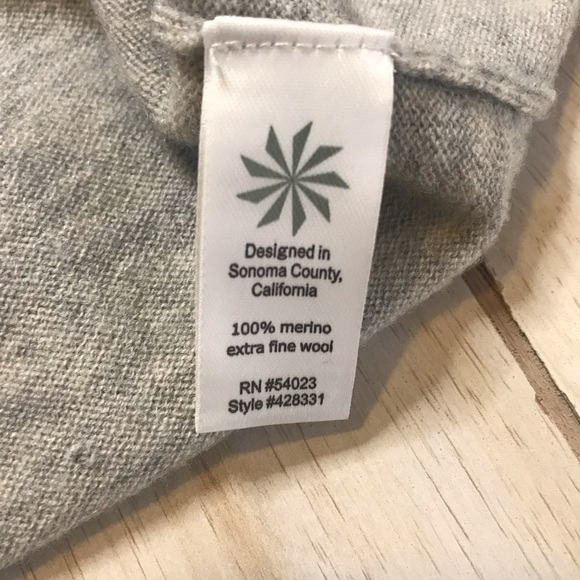 Designed in
Sonoma County,
California
100% merino
extra fine wool
RN #54023
Style #428331